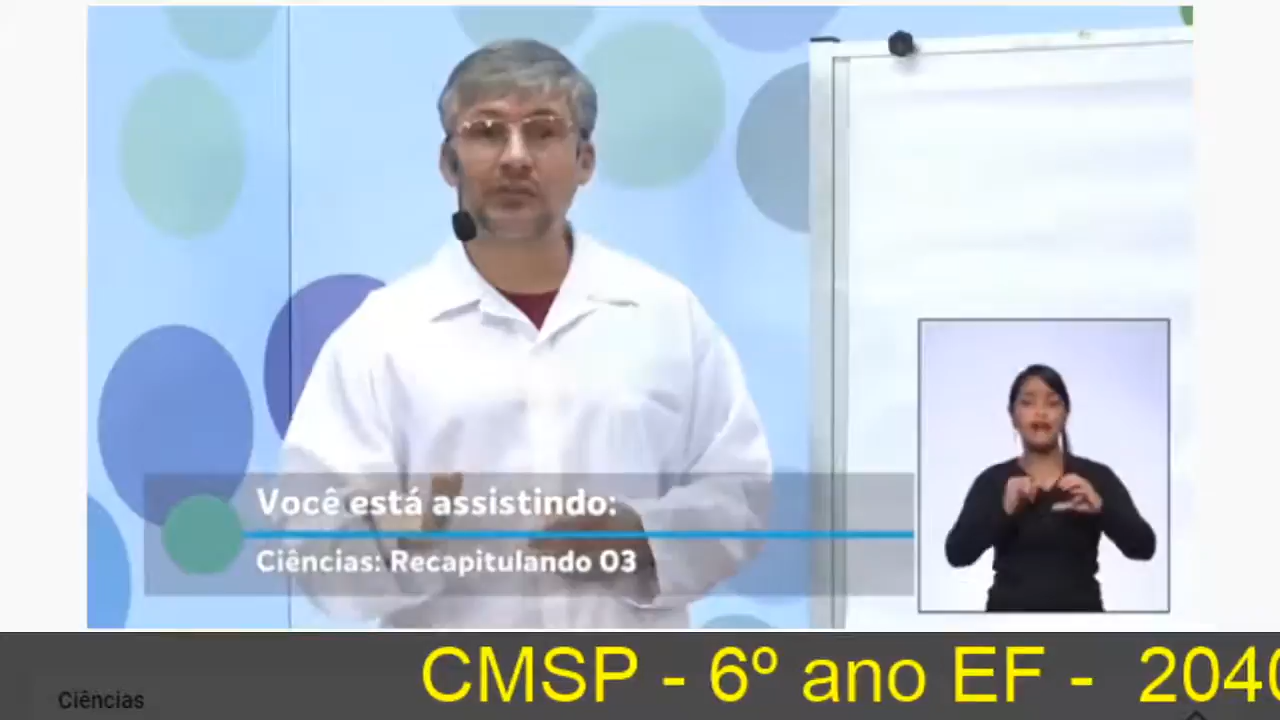 Você está assistindo:
Ciências: Recapitulando 03
CMSP - 6º ano EF - 2040
Ciências